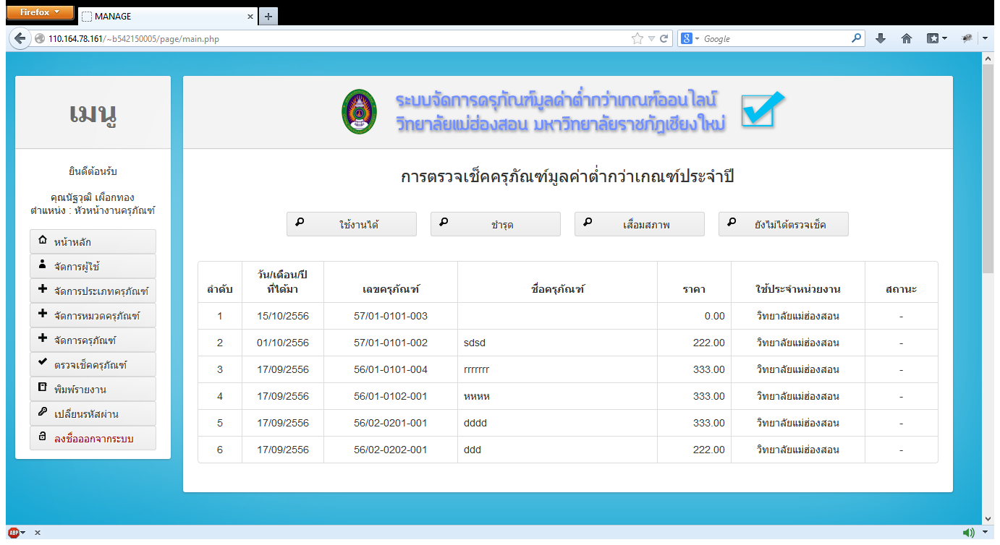 Firefox
MANAGE
110.164.78.161/~b542150005/page/main.php
Google
เมนู
ยินดีต้อนรับ
คุณนัฐวุฒิ เผือกทอง
ตำแหน่ง : หัวหน้างานครุภัณฑ์
หน้าหลัก
จัดการผู้ใช้
จัดการประเภทครุภัณฑ์
จัดการหมวดครุภัณฑ์
จัดการครุภัณฑ์
ตรวจเช็คครุภัณฑ์
พิมพ์รายงาน
เปลี่ยนรหัสผ่าน
ลงชื่อออกจากระบบ
ระบบจัดการครุภัณฑ์มูลค่าต่ำกว่าเกณฑ์ออนไลน์
วิทยาลัยแม่ฮ่องสอน มหาวิทยาลัยราชภัฏเชียงใหม่
การตรวจเช็คครุภัณฑ์มูลค่าต่ำกว่าเกณฑ์ประจำปี
ใช้งานได้ ชำรุด เสื่อมสภาพ ยังไม่ได้ตรวจเช็ค
ลำดับ วัน/เดือน/ปี ที่ได้มา เลขครุภัณฑ์ ชื่อครุภัณฑ์ ราคา ใช้ประจำหน่วยงาน สถานะ
1 15/10/2556 57/01-0101-003 0.00 วิทยาลัยแม่ฮ่องสอน -
2 01/10/2556 57/01-0101-002 sdsd 222.00 วิทยาลัยแม่ฮ่องสอน -
3 17/09/2556 56/01-0101-004 rrrrrrr 333.00 วิทยาลัยแม่ฮ่องสอน -
4 17/09/2556 56/01-0102-001 หหหห 333.00 วิทยาลัยแม่ฮ่องสอน -
5 17/09/2556 56/02-0201-001 dddd 333.00 วิทยาลัยแม่ฮ่องสอน -
6 17/09/2556 56/02-0202-001 ddd 222.00 วิทยาลัยแม่ฮ่องสอน -
ABP